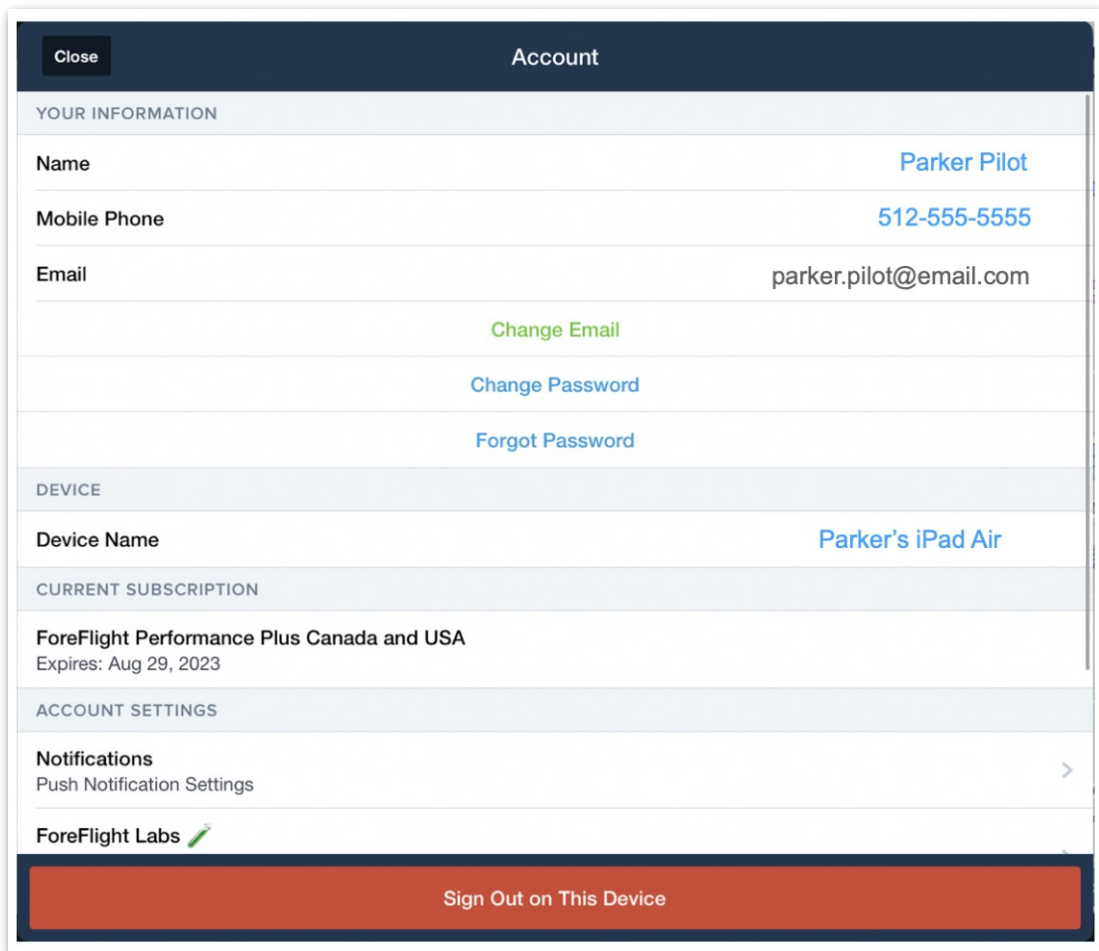 Close
Account
YOUR INFORMATION
Name Parker Pilot
Mobile Phone 512-555-5555
Email parker.pilot@email.com
Change Email
Change Password
Forgot Password
DEVICE
Device Name Parker’s iPad Air
CURRENT SUBSCRIPTION
ForeFlight Performance Plus Canada and USA
Expires: Aug 29, 2023
ACCOUNT SETTINGS
Notifications
Push Notification Settings
ForeFlight Labs
Sign Out on This Device